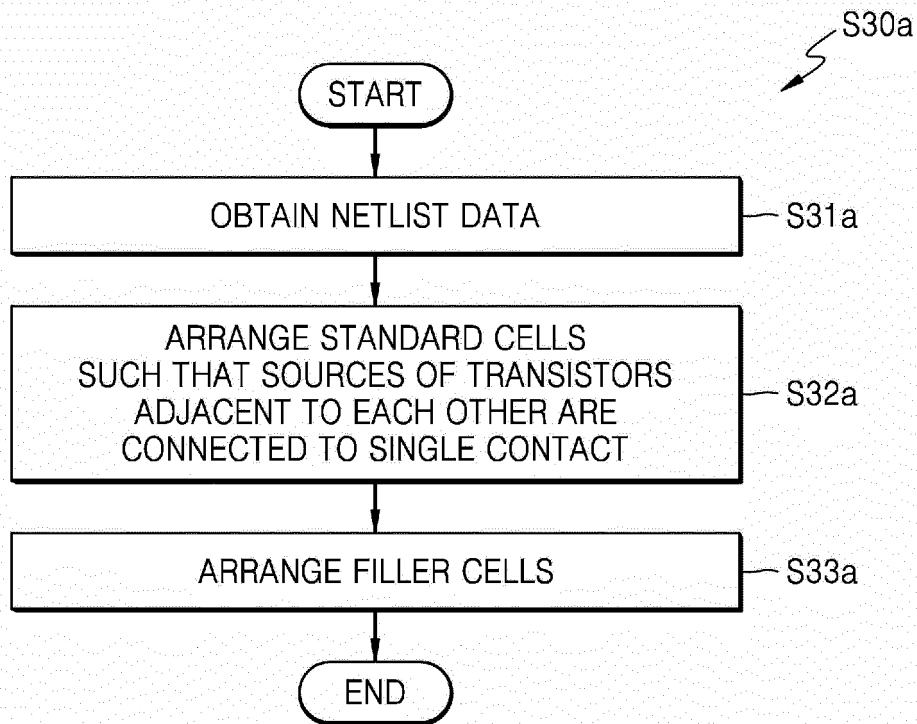 S30a
START
OBTAIN NETLIST DATA
S31a
ARRANGE STANDARD CELLS
SUCH THAT SOURCES OF TRANSISTORS
ADJACENT TO EACH OTHER ARE
CONNECTED TO SINGLE CONTACT
S32a
ARRANGE FILLER CELLS
S33a
END